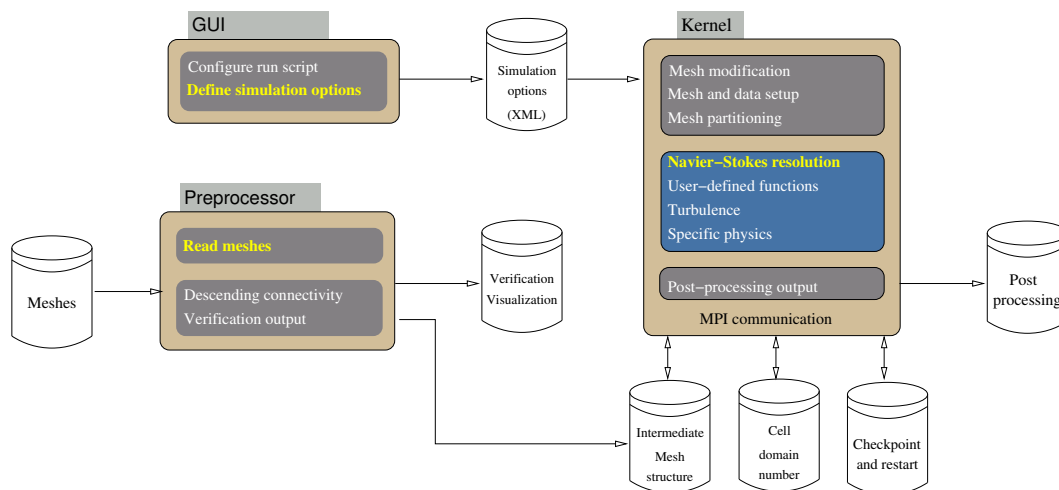 GUI
Configure run script
Define simulation options
Simulation
options
(XML)
Kernel
Mesh modification
Mesh and data setup
Mesh partitioning
Navier−Stokes resolution
User−defined functions
Turbulence
Specific physics
Post−processing output
MPI communication
Preprocessor
Read meshes
Descending connectivity
Verification output
Meshes
Verification
Visualization
Post
processing
Intermediate
Mesh
structure
Cell
domain
number
Checkpoint
and restart